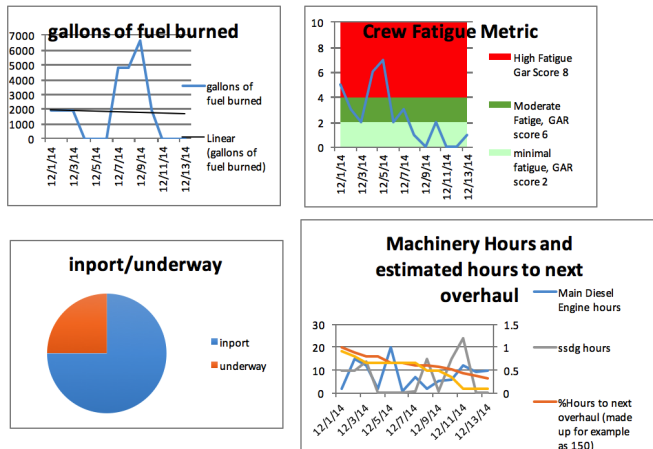 gallons of fuel burned
7000
6000
5000
4000
3000
2000
1000
0
12/1/14
12/3/14
12/5/14
12/7/14
12/9/14
12/11/14
12/13/14
gallons of
fuel burned
Linear
(gallons of
fuel burned)
Crew Fatigue Metric
10
8
6
4
2
0
12/1/14
12/3/14
12/5/14
12/7/14
12/9/14
12/11/14
12/13/14
High Fatigue
Gar Score 8
Moderate
Fatige, GAR
score 6
minimal
fatigue, GAR
score 2
inport/underway
inport
underway
Machinery Hours and
estimated hours to next
overhaul
30
20
10
0
1.5
1
0.5
0
12/1/14
12/3/14
12/5/14
12/7/14
12/9/14
12/11/14
12/13/14
Main Diesel
Engine hours
ssdg hours
%Hours to next
overhaul (made
up for example
as 150)